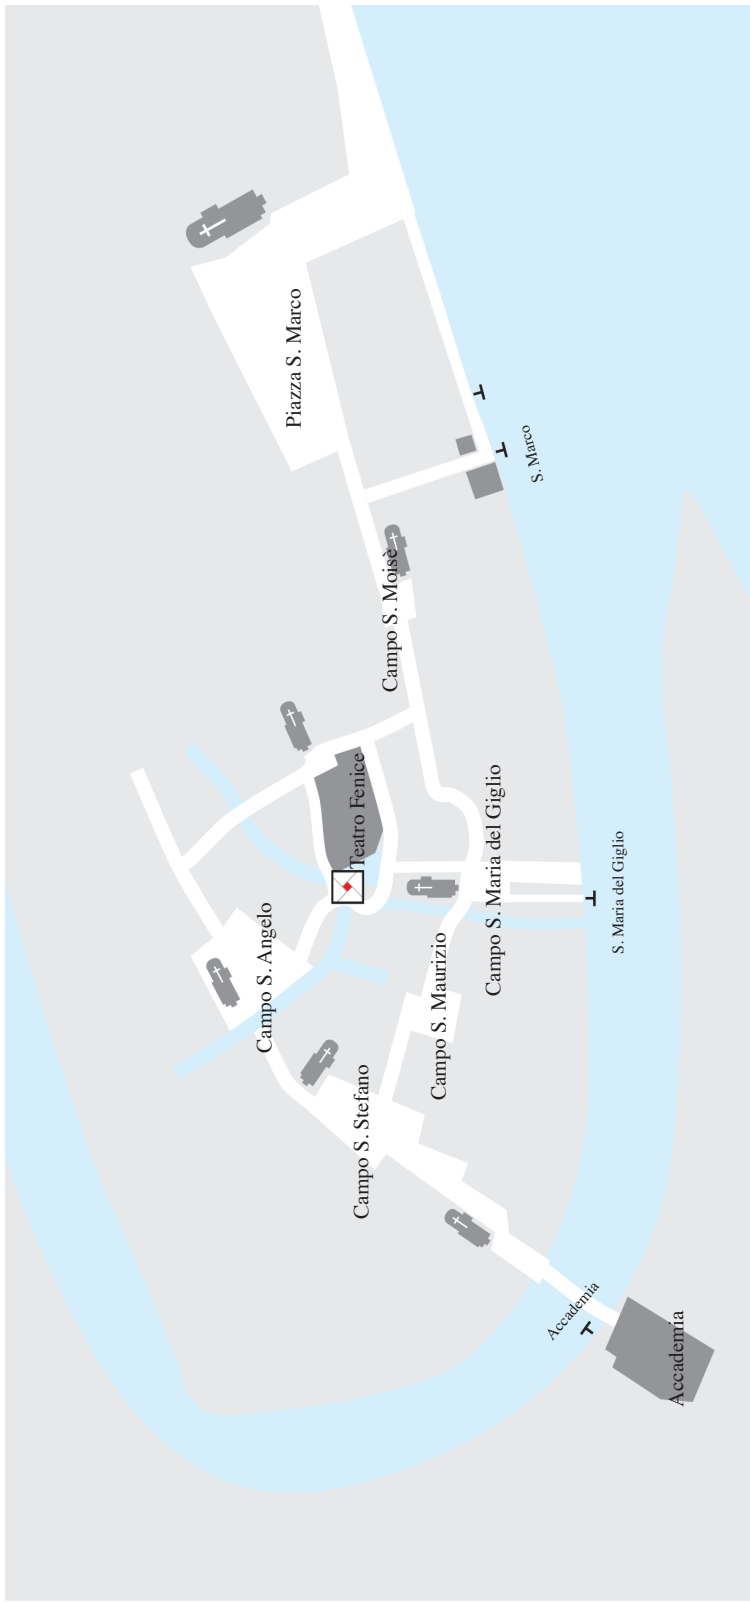 Piazza S. Marco
S. Marco
Campo S. Moisè
Teatro Fenice
Campo S. Maria del Giglio
S. Maria del Giglio
Campo S. Angelo
Campo S. Maurizio
Campo S. Stefano
Accademia
Accademia